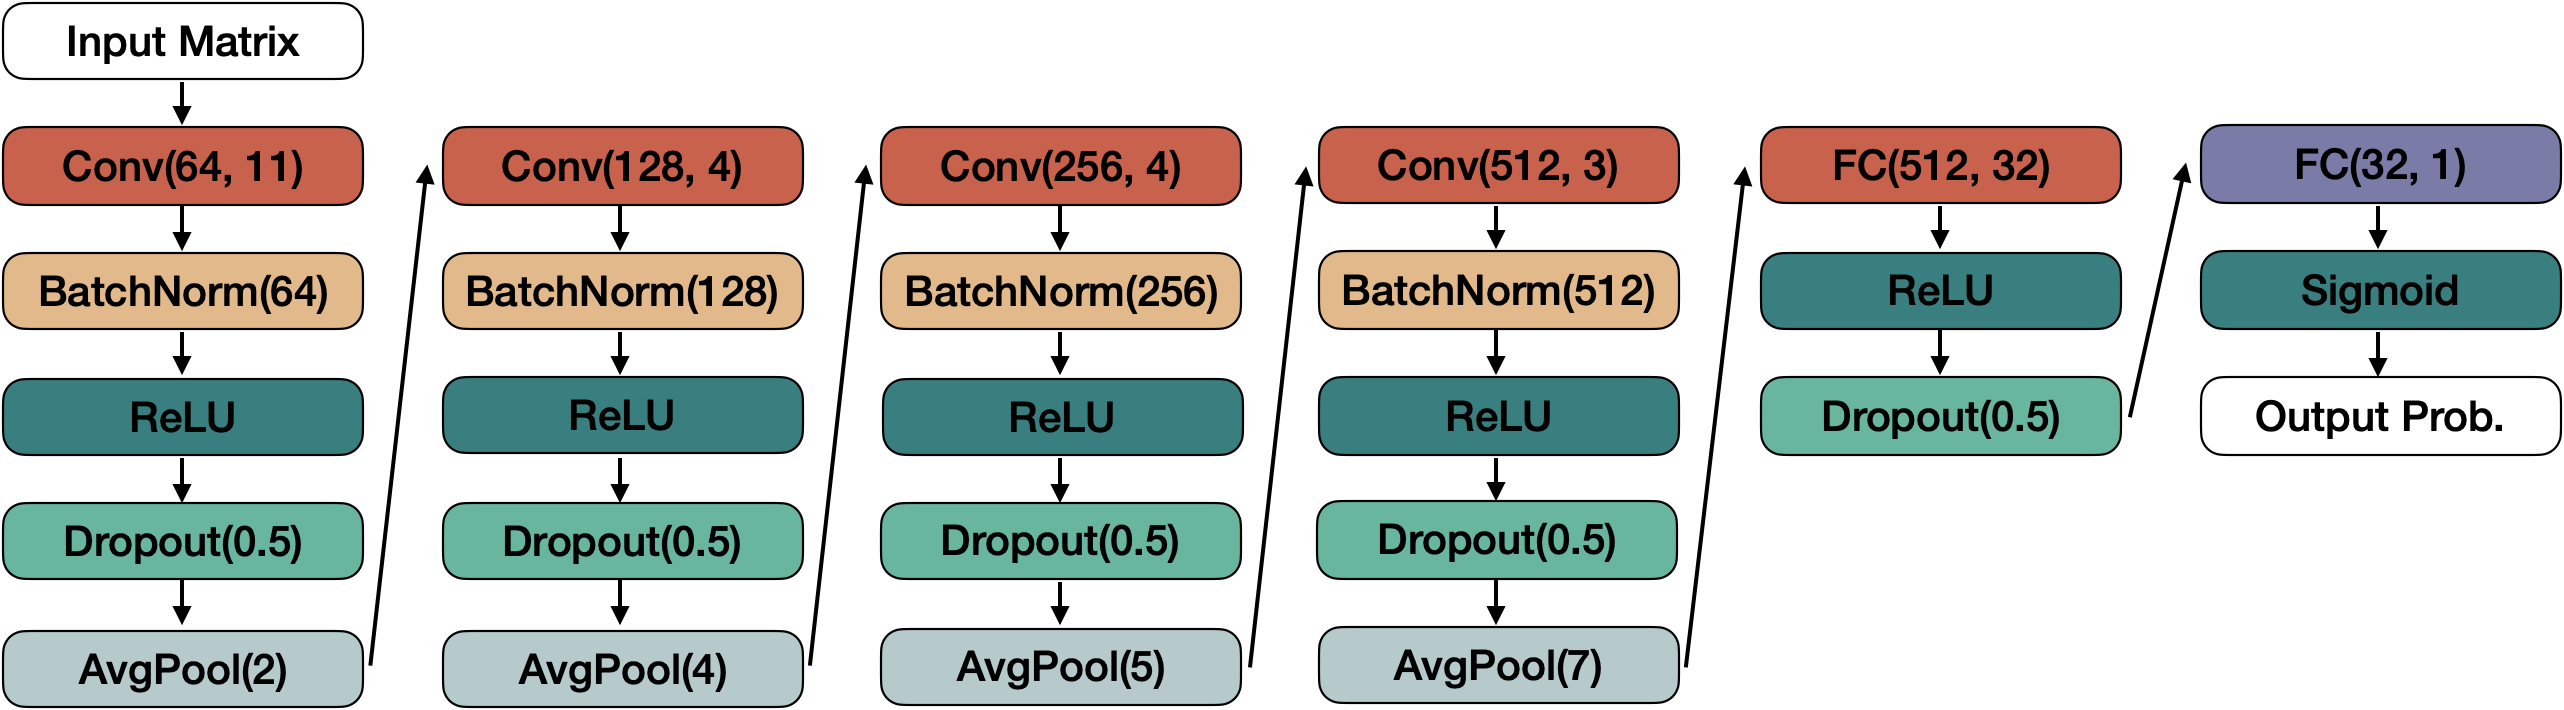 Input Matrix
Conv(64, 11)
BatchNorm(64)
ReLU
Dropout(0.5)
AvgPool(2)
Conv(128, 4)
BatchNorm(128)
ReLU
Dropout(0.5)
AvgPool(4)
Conv(256, 4)
BatchNorm(256)
ReLU
Dropout(0.5)
AvgPool(5)
Conv(512, 3)
BatchNorm(512)
ReLU
Dropout(0.5)
AvgPool(7)
FC(512, 32)
ReLU
Dropout(0.5)
FC(32, 1)
Sigmoid
Output Prob.